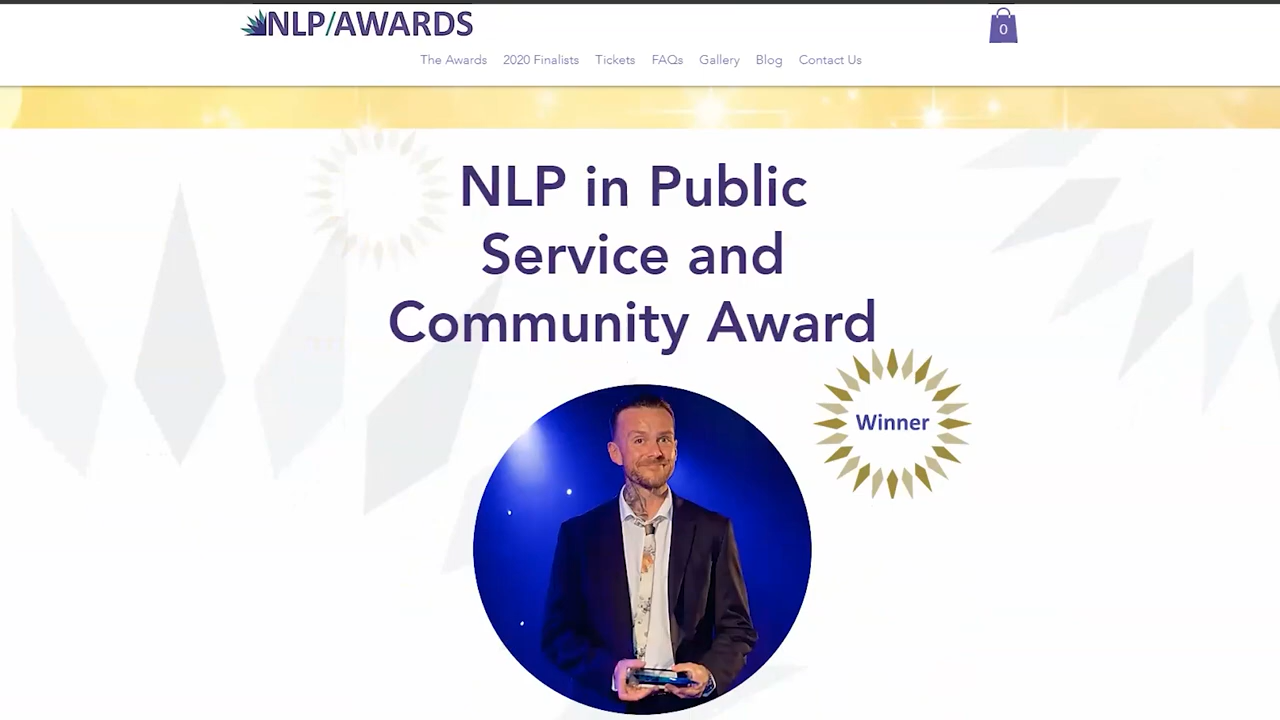 NLP/AWARDS
0
The Awards 2020 Finalists Tickets FAQs Gallery Blog Contact Us
NLP in Public
Service and
Community Award
Winner